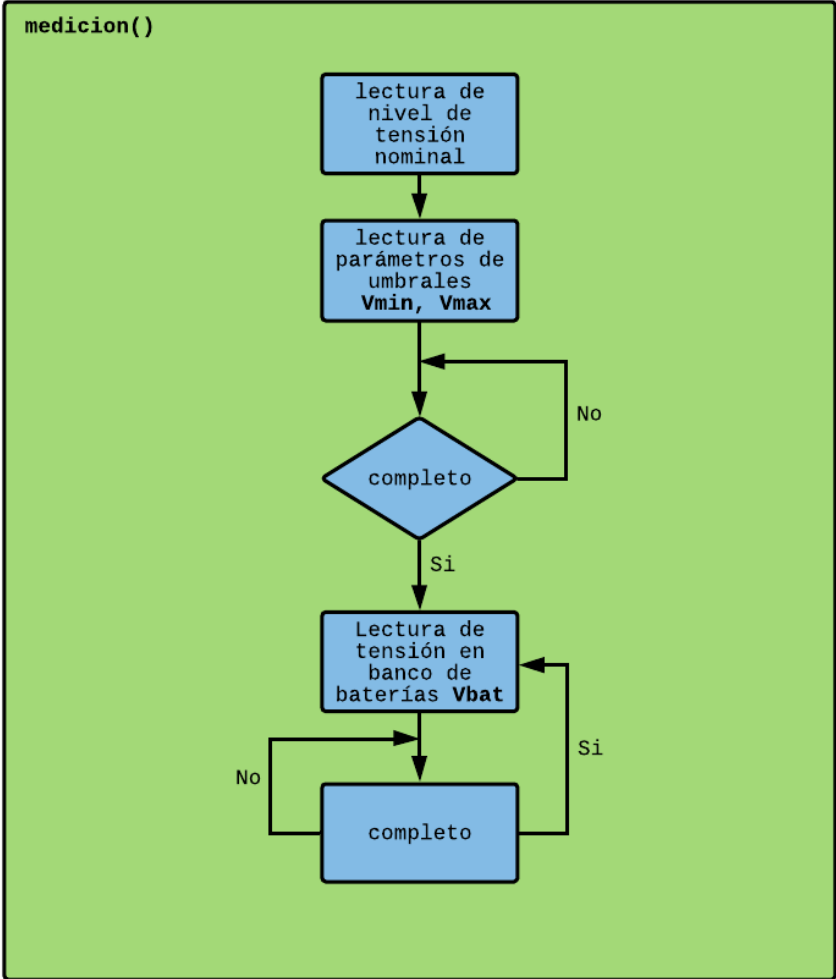 medicion()
lectura de
nivel de
tensión
nominal
lectura de
parámetros de
umbrales
Vmin, Vmax
No
completo
Si
Lectura de
tensión en
banco de
baterías Vbat
Si
No
completo